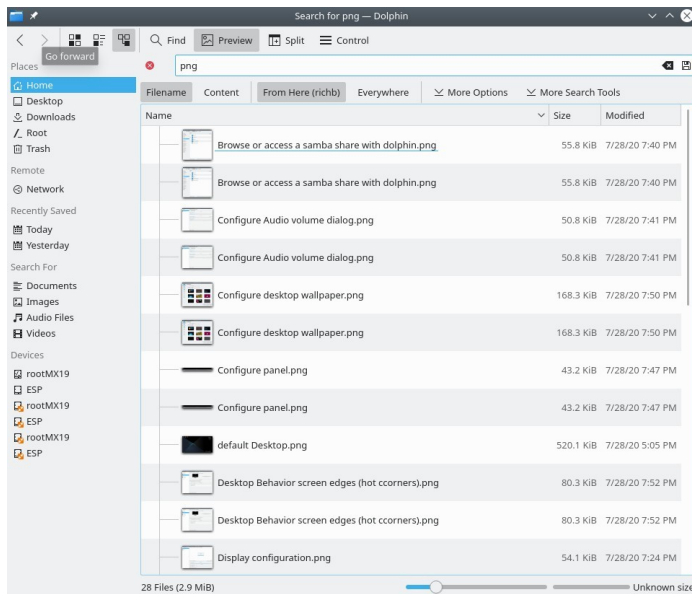 Search for png — Dolphin
Find Preview Split Control
Go forward
png
Filename Content From Here (richb) Everywhere More Options More Search Tools
Places
Home
Desktop
Downloads
Root
Trash
Remote
Network
Recently Saved
Today
Yesterday
Search For
Documents
Images
Audio Files
Videos
Devices
rootMX19
ESP
rootMX19
ESP
rootMX19
ESP
Name Size Modified
Browse or access a samba share with dolphin.png 55.8 KiB 7/28/20 7:40 PM
Browse or access a samba share with dolphin.png 55.8 KiB 7/28/20 7:40 PM
Configure Audio volume dialog.png 50.8 KiB 7/28/20 7:41 PM
Configure Audio volume dialog.png 50.8 KiB 7/28/20 7:41 PM
Configure desktop wallpaper.png 168.3 KiB 7/28/20 7:50 PM
Configure desktop wallpaper.png 168.3 KiB 7/28/20 7:50 PM
Configure panel.png 43.2 KiB 7/28/20 7:47 PM
Configure panel.png 43.2 KiB 7/28/20 7:47 PM
default Desktop.png 520.1 KiB 7/28/20 5:05 PM
Desktop Behavior screen edges (hot ccorners).png 80.3 KiB 7/28/20 7:52 PM
Desktop Behavior screen edges (hot ccorners).png 80.3 KiB 7/28/20 7:52 PM
Display configuration.png 54.1 KiB 7/28/20 7:24 PM
28 Files (2.9 MiB) Unknown size